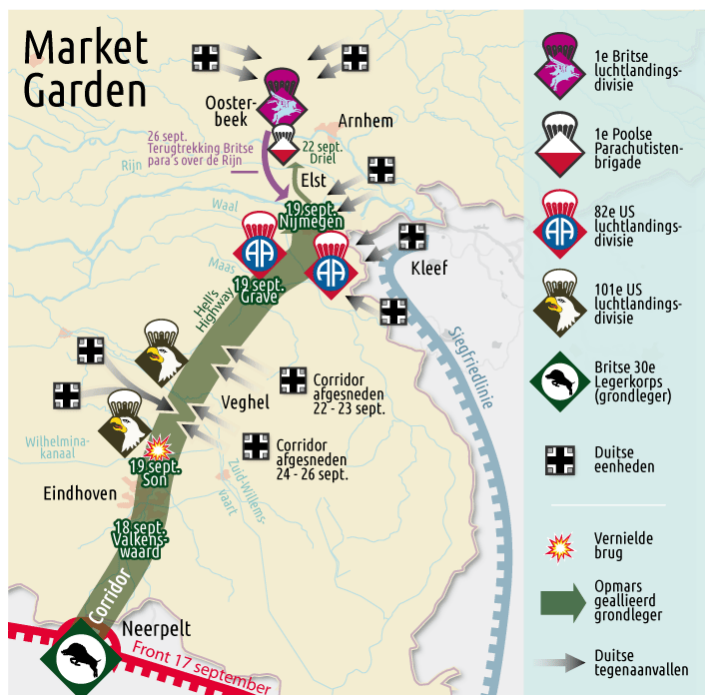 Market
Garden
Ooster-
beek
Arnhem
26 sept.
Terugtrekking Britse
para's over de Rijn
22 sept.
Driel
Rijn
Elst
Waal
19 sept.
Nijmegen
Kleef
Maas
19 sept.
Grave
Hell's
Highway
Siegfriedlinie
Corridor
afgesneden
22 - 23 sept.
Veghel
Wilhelmina-
kanaal
Corridor
afgesneden
24 - 26 sept.
19 sept.
Son
Zuid-Willems-
vaart
Eindhoven
18 sept.
Valkens-
waard
Corridor
Neerpelt
Front 17 september
1e Britse
luchtlandings-
divisie
1e Poolse
Parachutisten-
brigade
82e US
luchtlandings-
divisie
101e US
luchtlandings-
divisie
Britse 30e
Legerkorps
(grondleger)
Duitse
eenheden
Vernielde
brug
Opmars
geallieerd
grondleger
Duitse
tegenaanvallen
AA
AA
AA